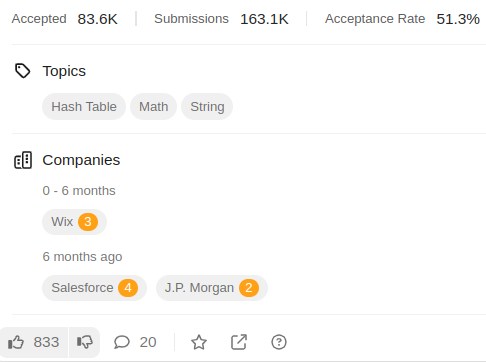 Accepted 83.6K Submissions 163.1K Acceptance Rate 51.3%
Topics
Hash Table Math String
Companies
0 - 6 months
Wix 3
6 months ago
Salesforce 4 J.P. Morgan 2
833 20